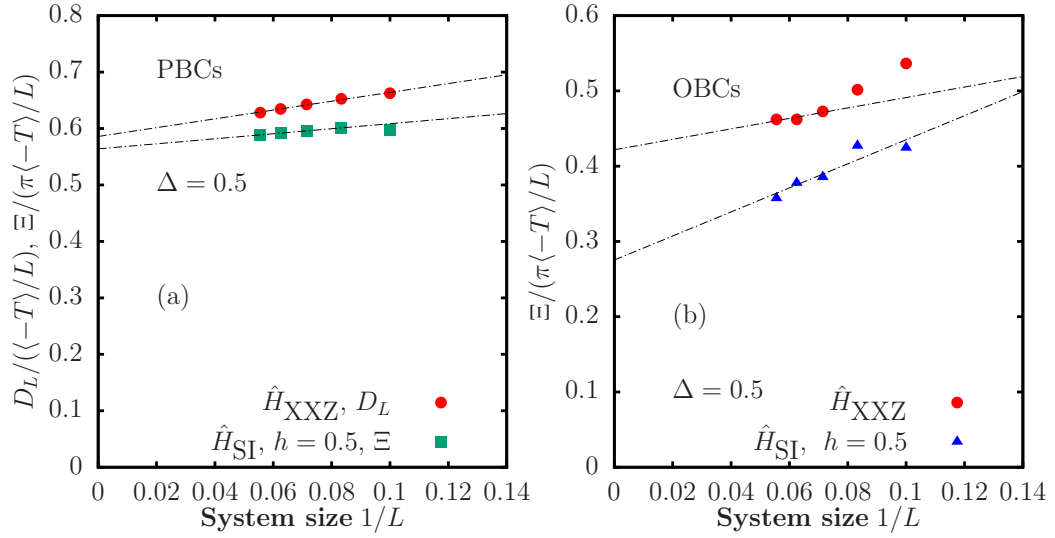 D_L/(⟨−T⟩/L), Ξ/(π⟨−T⟩/L)
0.8
0.7
0.6
0.5
0.4
0.3
0.2
0.1
0
PBCs
Δ = 0.5
(a)
Ĥ_XXZ, D_L
Ĥ_SI, h = 0.5, Ξ
0 0.02 0.04 0.06 0.08 0.1 0.12 0.14
System size 1/L
Ξ/(π⟨−T⟩/L)
0.6
0.5
0.4
0.3
0.2
0.1
0
OBCs
(b)
Δ = 0.5
Ĥ_XXZ
Ĥ_SI, h = 0.5
0 0.02 0.04 0.06 0.08 0.1 0.12 0.14
System size 1/L